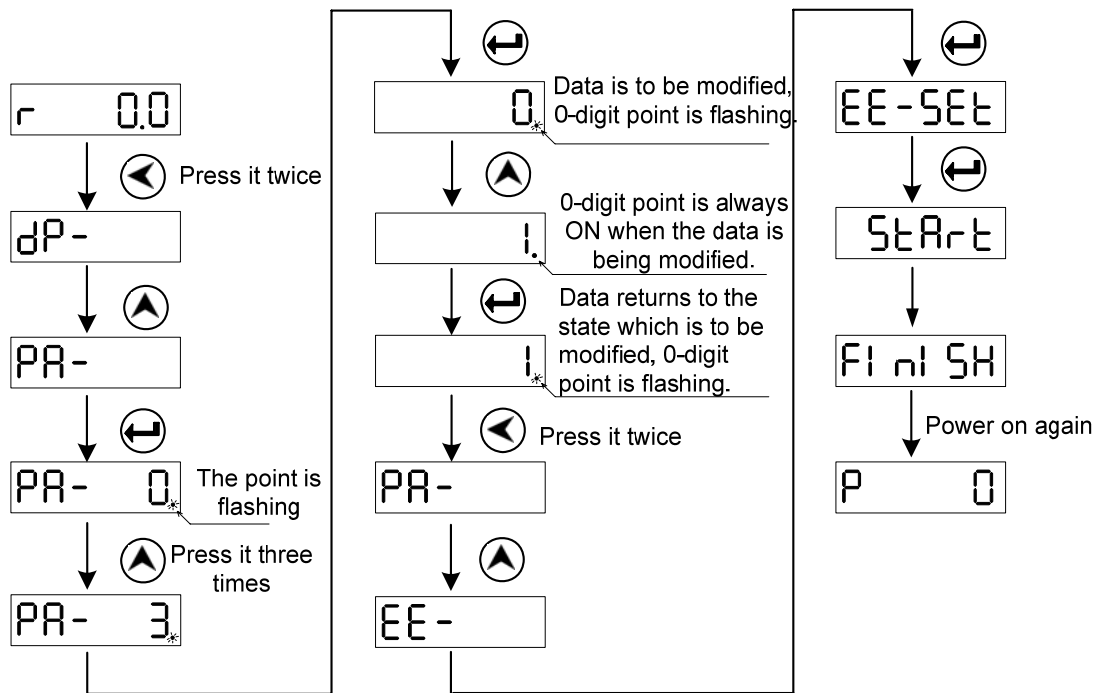 r 0.0
Press it twice
dP-
PA-
PA- 0.
The point is
flashing
Press it three
times
PA- 3.
0.
Data is to be modified,
0-digit point is flashing.
1.
0-digit point is always
ON when the data is
being modified.
1.
Data returns to the
state which is to be
modified, 0-digit
point is flashing.
Press it twice
PA-
EE-
EE-SEt
StArt
FInISH
Power on again
P 0